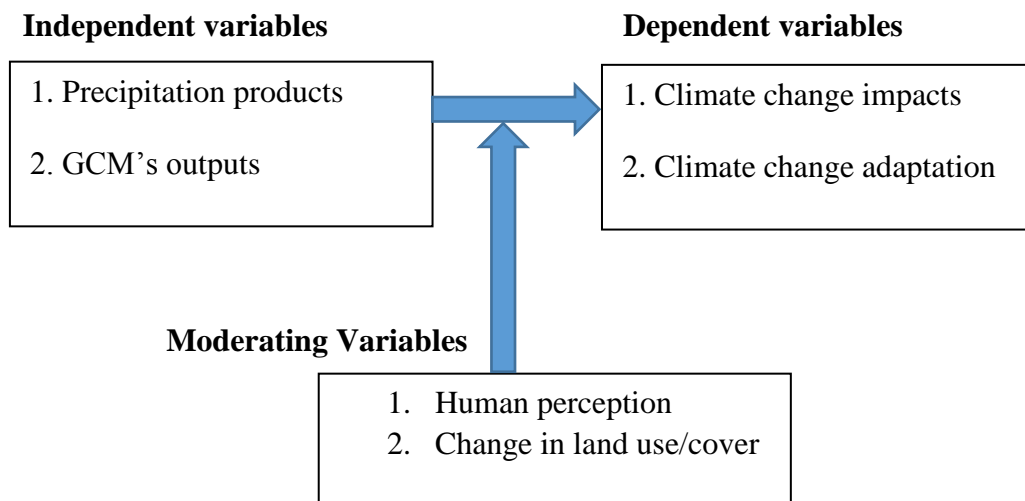 Independent variables
1. Precipitation products
2. GCM's outputs
Dependent variables
1. Climate change impacts
2. Climate change adaptation
Moderating Variables
1. Human perception
2. Change in land use/cover